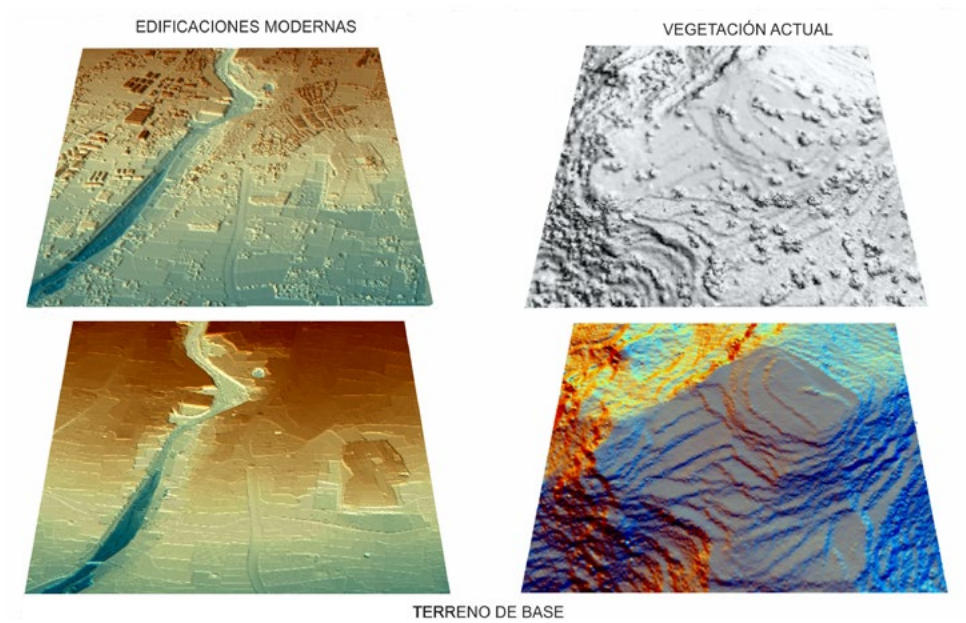 EDIFICACIONES MODERNAS
VEGETACIÓN ACTUAL
TERRENO DE BASE